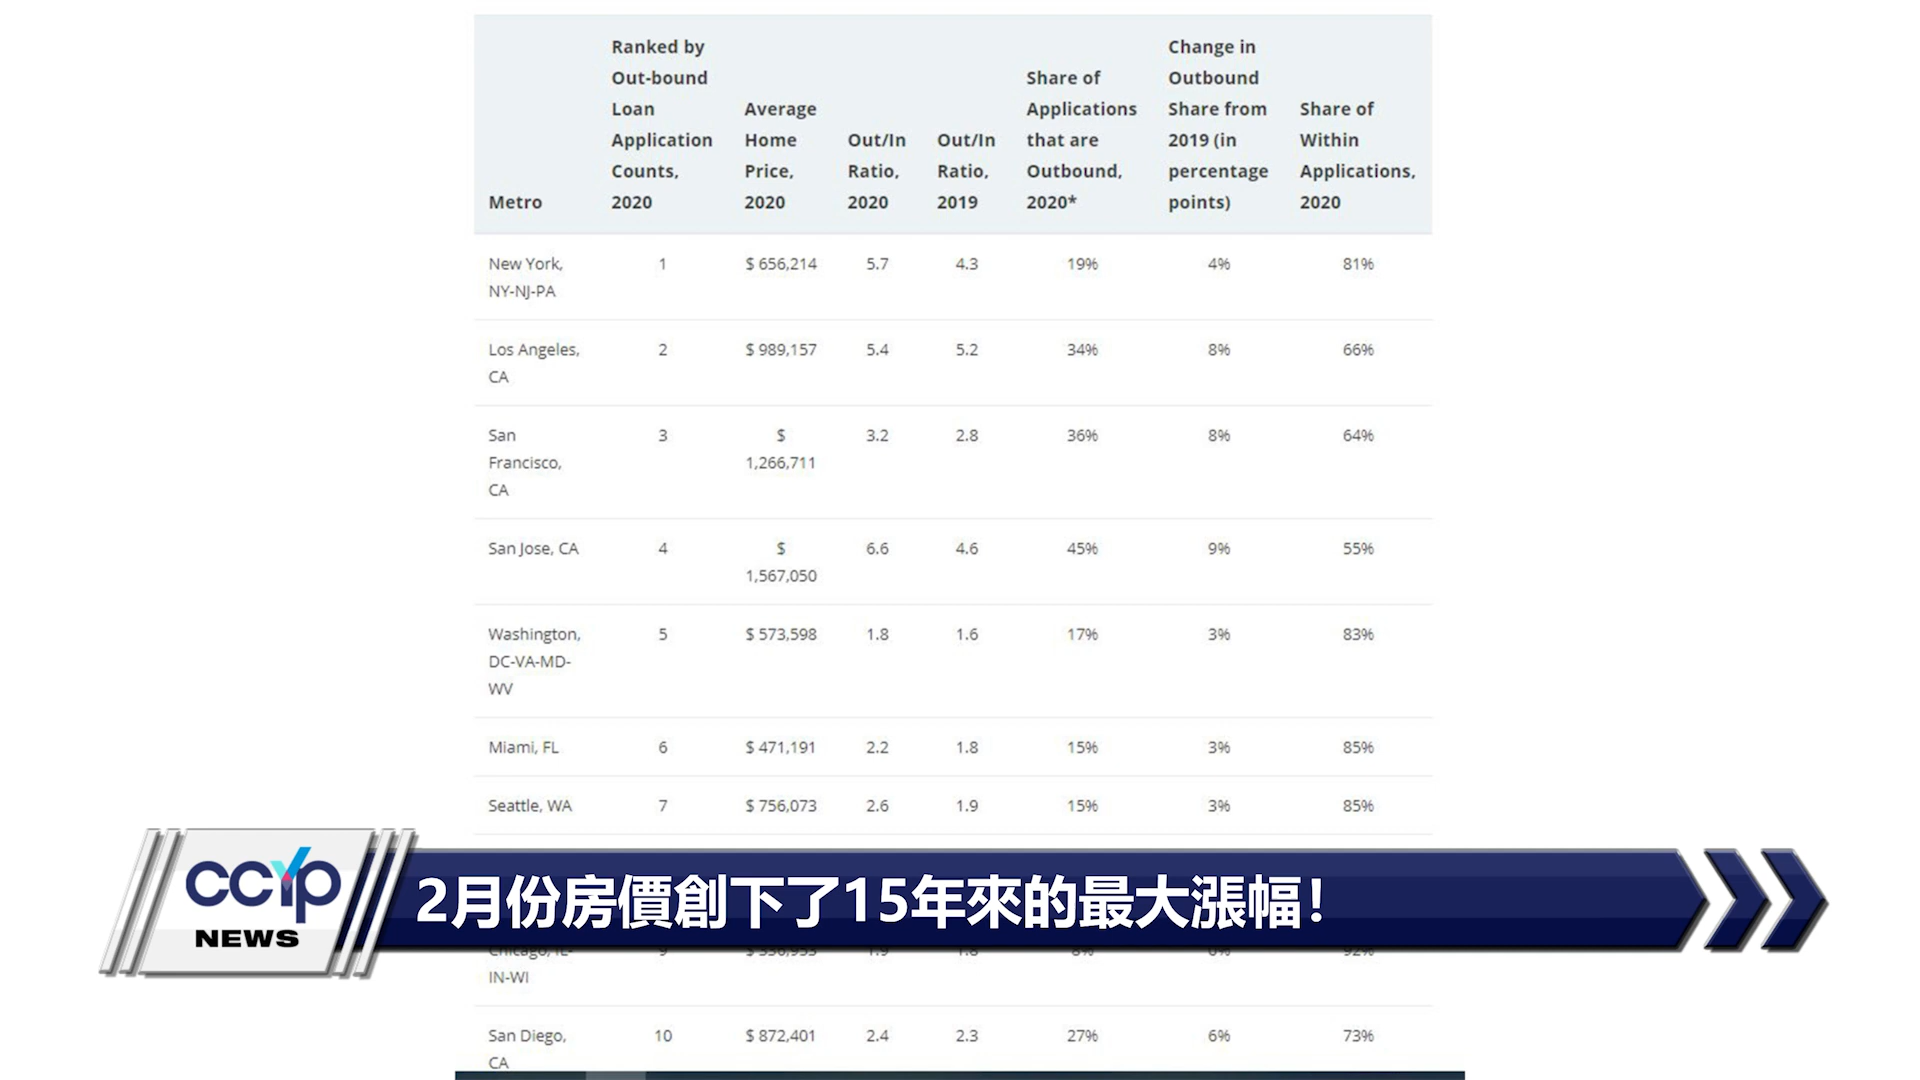 Metro
Ranked by
Out-bound
Loan
Application
Counts,
2020
Average
Home
Price,
2020
Out/In
Ratio,
2020
Out/In
Ratio,
2019
Share of
Applications
that are
Outbound,
2020*
Change in
Outbound
Share from
2019 (in
percentage
points)
Share of
Within
Applications,
2020
New York, 1 $ 656,214 5.7 4.3 19% 4% 81%
NY-NJ-PA
Los Angeles, 2 $ 989,157 5.4 5.2 34% 8% 66%
CA
San 3 $ 3.2 2.8 36% 8% 64%
Francisco, 1,266,711
CA
San Jose, CA 4 $ 6.6 4.6 45% 9% 55%
1,567,050
Washington, 5 $ 573,598 1.8 1.6 17% 3% 83%
DC-VA-MD-
WV
Miami, FL 6 $ 471,191 2.2 1.8 15% 3% 85%
Seattle, WA 7 $ 756,073 2.6 1.9 15% 3% 85%
CCYP
NEWS
2月份房價創下了15年來的最大漲幅!
Chicago, IL-
IN-WI
San Diego, 10 $ 872,401 2.4 2.3 27% 6% 73%
CA